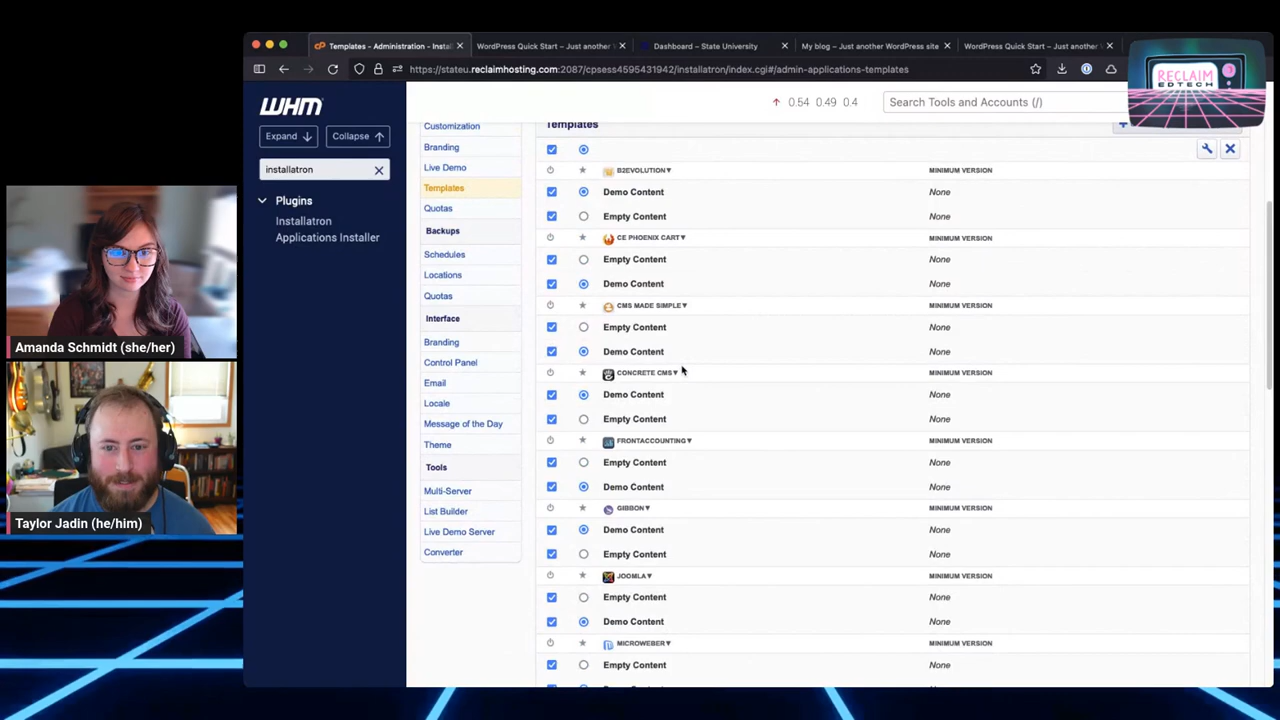 Templates - Administration - Install
WordPress Quick Start – Just another
Dashboard – State University
My blog – Just another WordPress site
WordPress Quick Start – Just another
https://stateu.reclaimhosting.com:2087/cpsess4595431942/installatron/index.cgi#/admin-applications-templates
RECLAIM
EDTECH
WHM
0.54 0.49 0.4
Search Tools and Accounts (/)
Expand
Collapse
installatron
Plugins
Installatron
Applications Installer
Customization
Branding
Live Demo
Templates
Quotas
Backups
Schedules
Locations
Quotas
Interface
Branding
Control Panel
Email
Locale
Message of the Day
Theme
Tools
Multi-Server
List Builder
Live Demo Server
Converter
Templates
B2EVOLUTION MINIMUM VERSION
Demo Content None
Empty Content None
CE PHOENIX CART MINIMUM VERSION
Empty Content None
Demo Content None
CMS MADE SIMPLE MINIMUM VERSION
Empty Content None
Demo Content None
CONCRETE CMS MINIMUM VERSION
Demo Content None
Empty Content None
FRONTACCOUNTING MINIMUM VERSION
Empty Content None
Demo Content None
GIBBON MINIMUM VERSION
Demo Content None
Empty Content None
JOOMLA MINIMUM VERSION
Empty Content None
Demo Content None
MICROWEBER MINIMUM VERSION
Empty Content None
Amanda Schmidt (she/her)
Taylor Jadin (he/him)